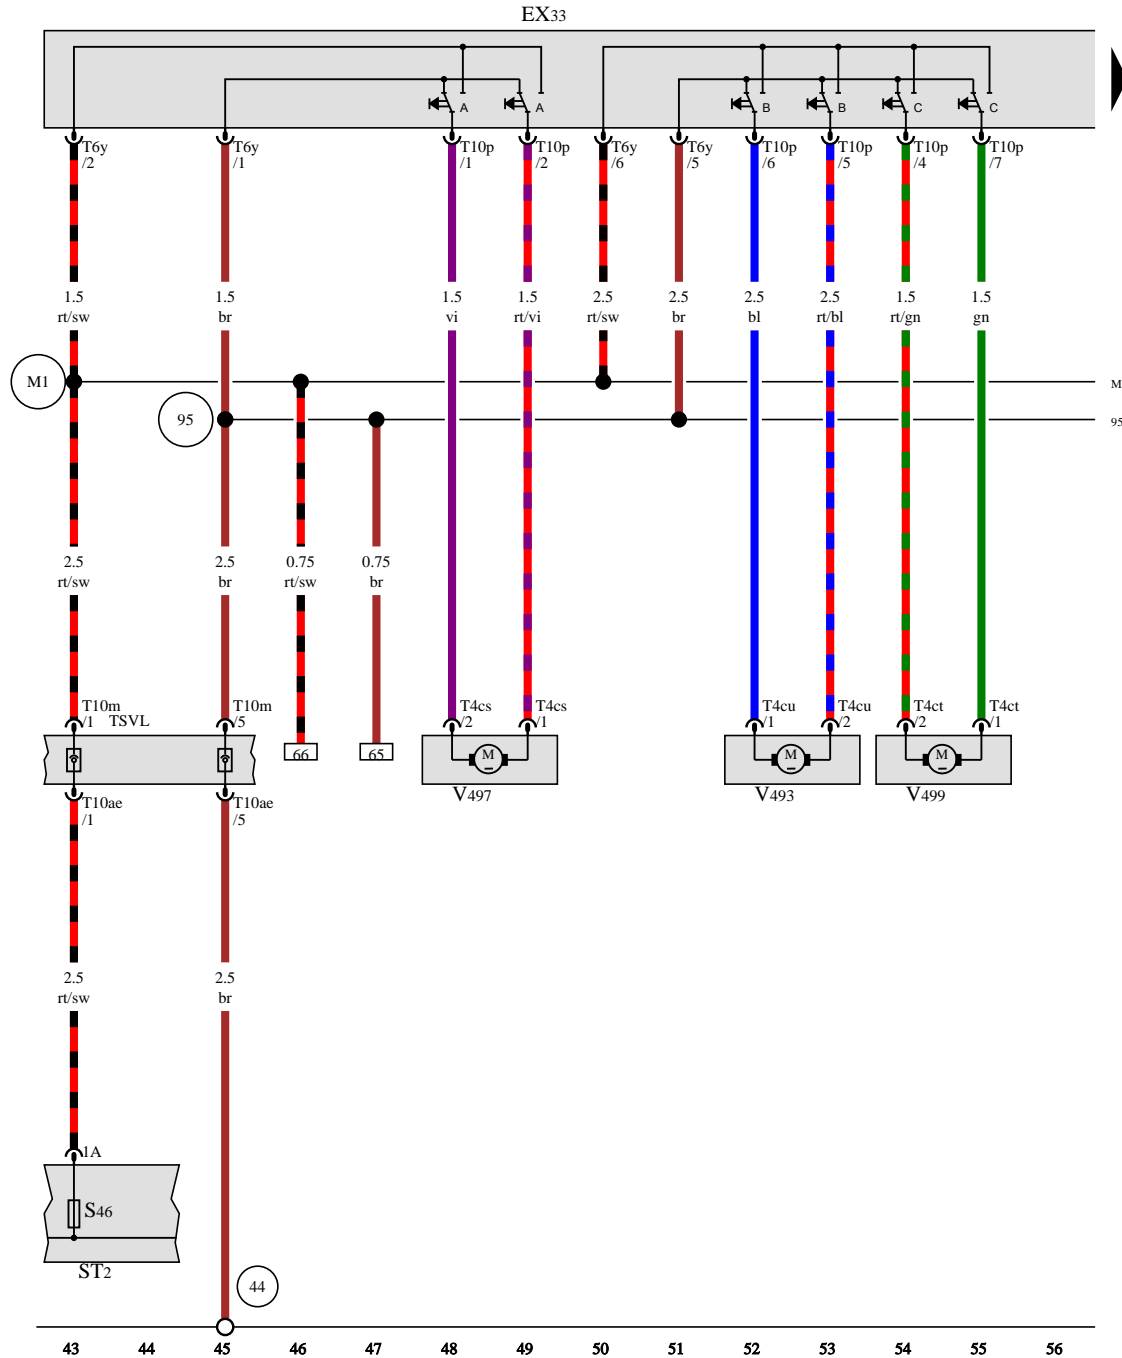 EX33
A A B B C C
T6y T6y T10p T10p T6y T6y T10p T10p T10p T10p
/2 /1 /1 /2 /6 /5 /6 /5 /4 /7
1.5 1.5 1.5 1.5 2.5 2.5 2.5 2.5 1.5 1.5
rt/sw br vi rt/vi rt/sw br bl rt/bl rt/gn gn
M1 M
95 95
2.5 2.5 0.75 0.75
rt/sw br rt/sw br
T10m T10m T4cs T4cs T4cu T4cu T4ct T4ct
/1 TSVL /5 /2 /1 /1 /2 /2 /1
66 65 M M M
V497 V493 V499
T10ae T10ae
/1 /5
2.5 2.5
rt/sw br
1A
S46
ST2
44
43 44 45 46 47 48 49 50 51 52 53 54 55 56